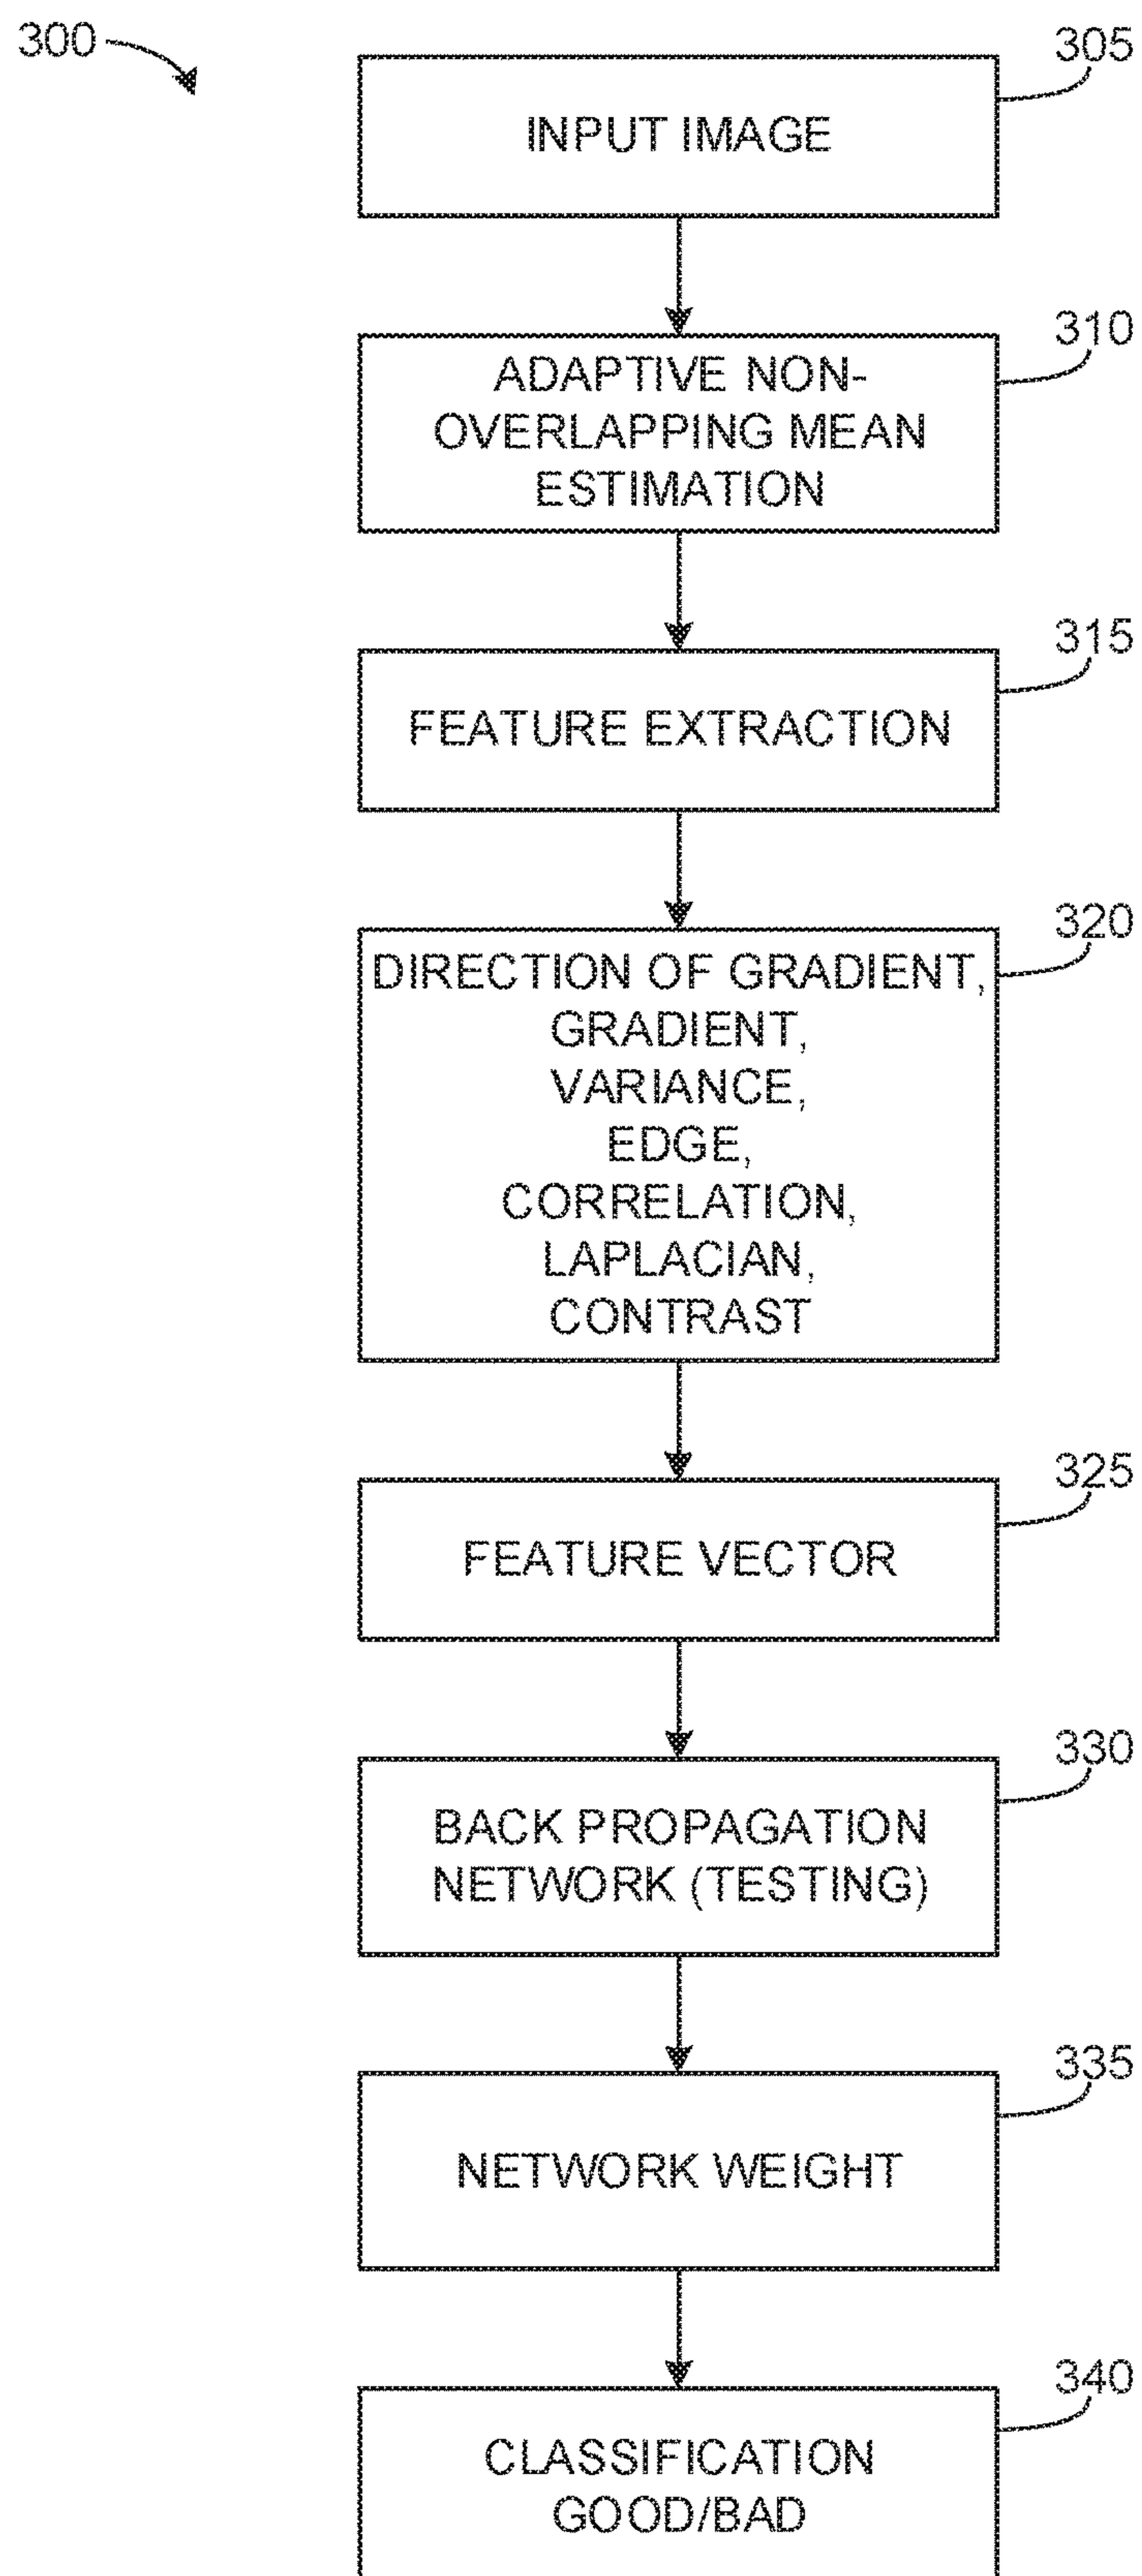 300
305
INPUT IMAGE
310
ADAPTIVE NON-
OVERLAPPING MEAN
ESTIMATION
315
FEATURE EXTRACTION
320
DIRECTION OF GRADIENT,
GRADIENT,
VARIANCE,
EDGE,
CORRELATION,
LAPLACIAN,
CONTRAST
325
FEATURE VECTOR
330
BACK PROPAGATION
NETWORK (TESTING)
335
NETWORK WEIGHT
340
CLASSIFICATION
GOOD/BAD